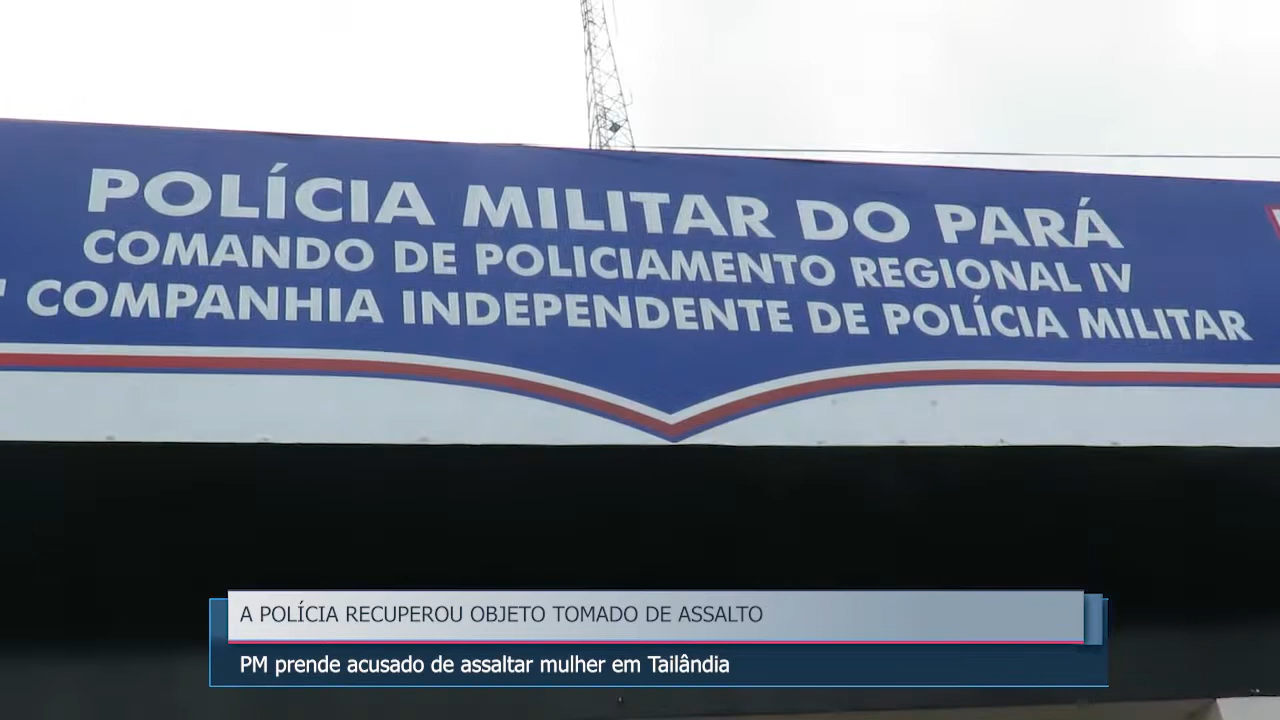 POLÍCIA MILITAR DO PARÁ
COMANDO DE POLICIAMENTO REGIONAL IV
COMPANHIA INDEPENDENTE DE POLÍCIA MILITAR
A POLÍCIA RECUPEROU OBJETO TOMADO DE ASSALTO
PM prende acusado de assaltar mulher em Tailândia